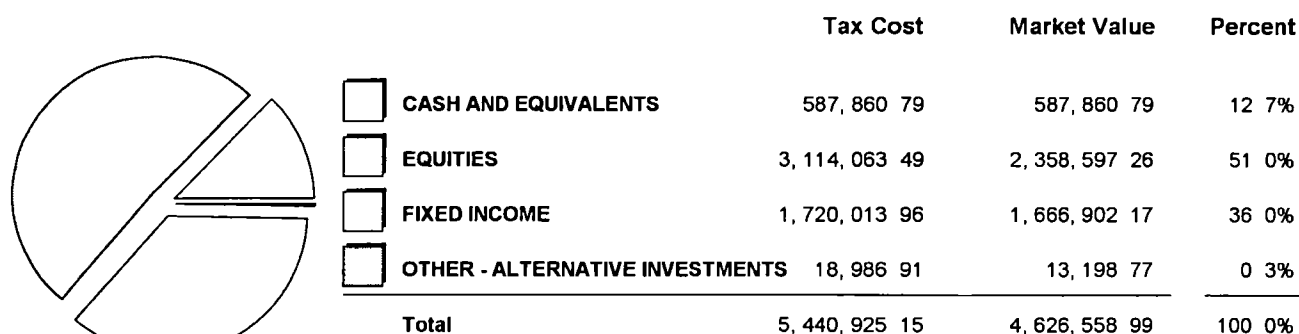 Tax Cost Market Value Percent
CASH AND EQUIVALENTS 587, 860 79 587, 860 79 12 7%
EQUITIES 3, 114, 063 49 2, 358, 597 26 51 0%
FIXED INCOME 1, 720, 013 96 1, 666, 902 17 36 0%
OTHER - ALTERNATIVE INVESTMENTS 18, 986 91 13, 198 77 0 3%
Total 5, 440, 925 15 4, 626, 558 99 100 0%